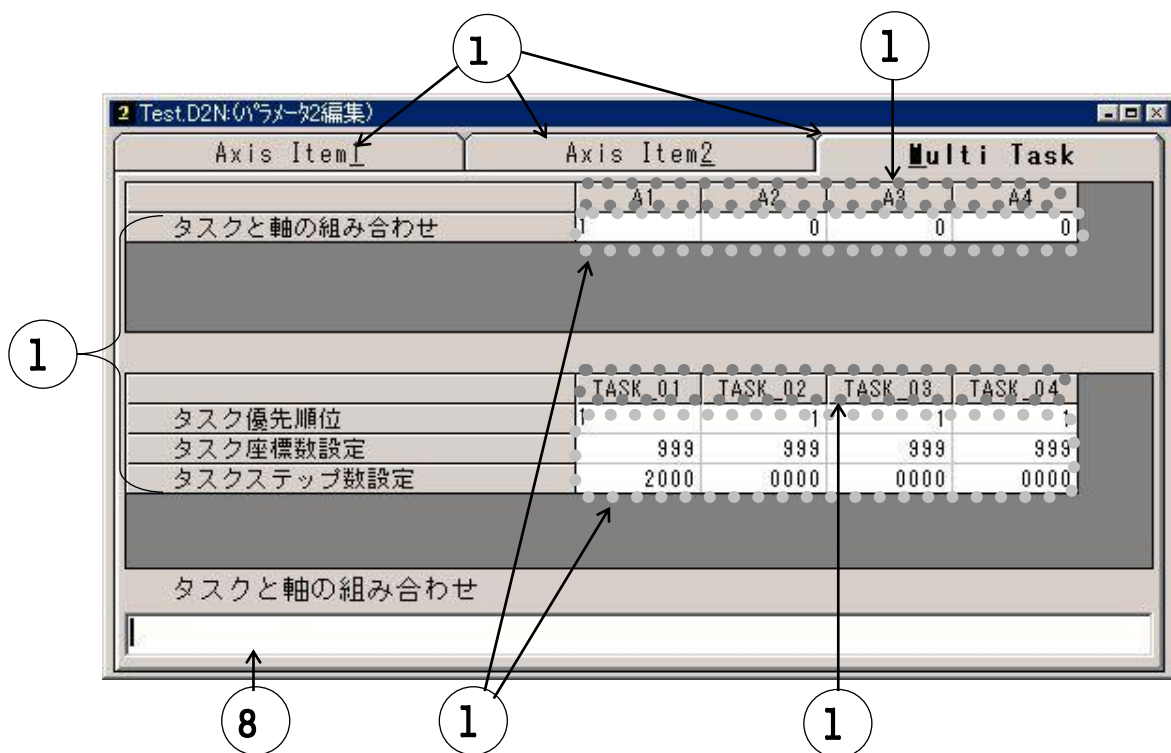 1 1
Test.D2N:(パラメータ2編集)
Axis Item1 Axis Item2 Multi Task
A1 A2 A3 A4
タスクと軸の組み合わせ 1 0 0 0
1
TASK_01 TASK_02 TASK_03 TASK_04
タスク優先順位 1 1 1 1
タスク座標数設定 999 999 999 999
タスクステップ数設定 2000 0000 0000 0000
タスクと軸の組み合わせ
8 1 1